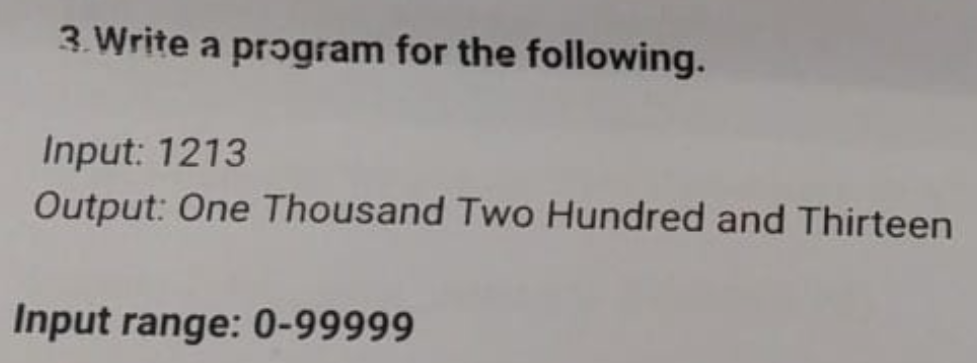 3. Write a program for the following.
Input: 1213
Output: One Thousand Two Hundred and Thirteen
Input range: 0-99999